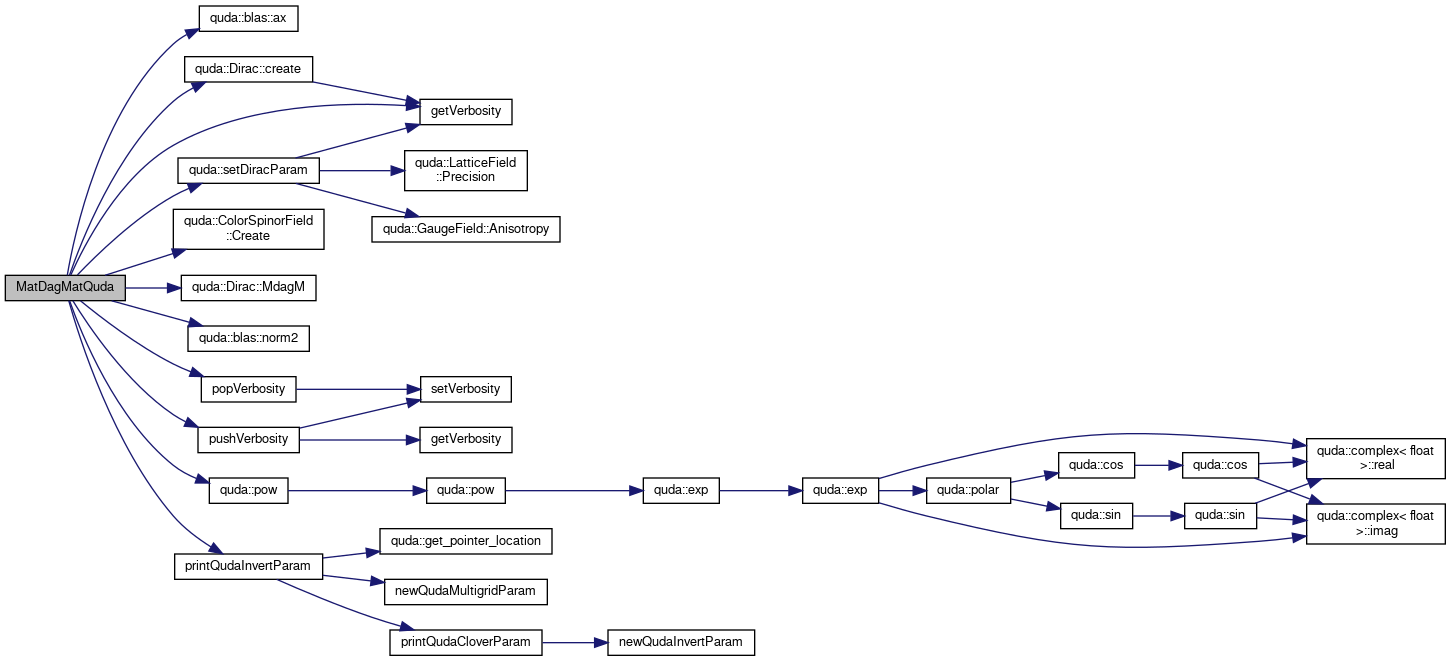 quda::blas::ax
quda::Dirac::create
getVerbosity
quda::setDiracParam
quda::LatticeField
::Precision
quda::GaugeField::Anisotropy
quda::ColorSpinorField
::Create
MatDagMatQuda
quda::Dirac::MdagM
quda::blas::norm2
popVerbosity
setVerbosity
pushVerbosity
getVerbosity
quda::pow
quda::pow
quda::exp
quda::exp
quda::polar
quda::cos
quda::cos
quda::sin
quda::sin
quda::complex< float
>::real
quda::complex< float
>::imag
printQudaInvertParam
quda::get_pointer_location
newQudaMultigridParam
printQudaCloverParam
newQudaInvertParam